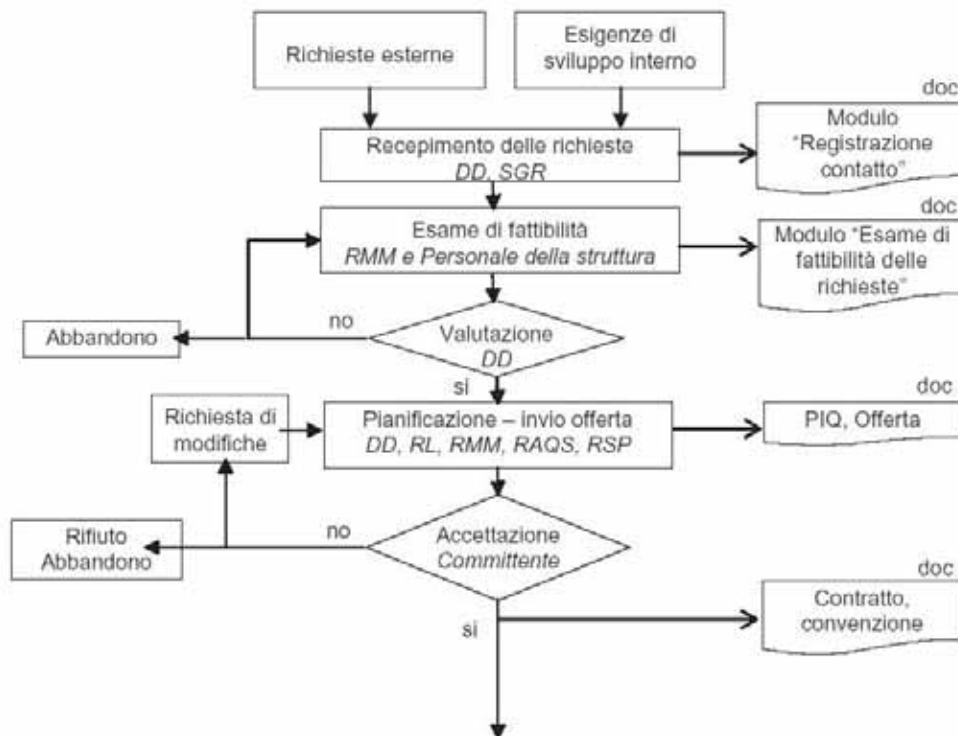 Richieste esterne
Esigenze di
sviluppo interno
doc
Recepimento delle richieste
DD, SGR
Modulo
"Registrazione
contatto"
doc
Esame di fattibilità
RMM e Personale della struttura
Modulo "Esame di
fattibilità delle
richieste"
Abbandono
no
Valutazione
DD
si
doc
Richiesta di
modifiche
Pianificazione – invio offerta
DD, RL, RMM, RAQS, RSP
PIQ, Offerta
Rifiuto
Abbandono
no
Accettazione
Committente
doc
si
Contratto,
convenzione